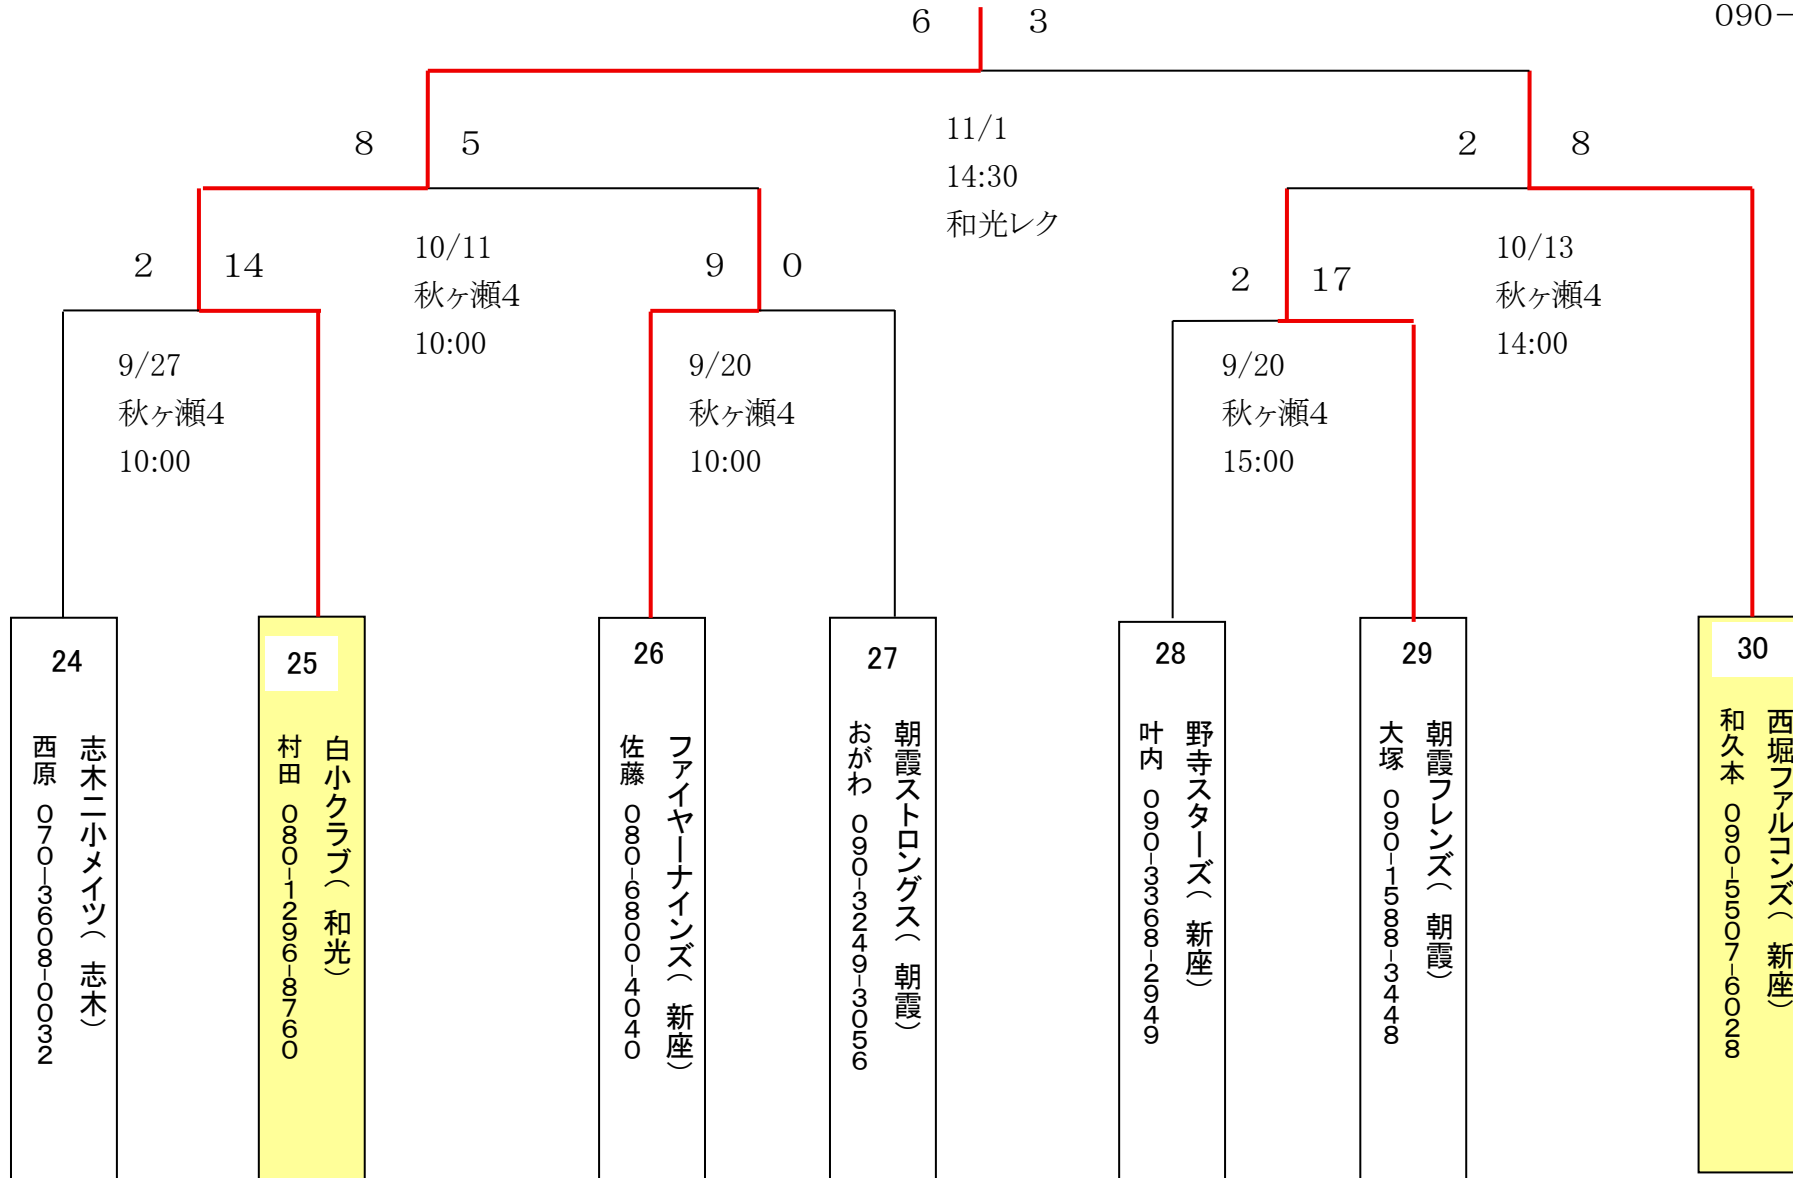 090−
6 3
8 5
11/1
14:30
和光レク
2 8
2 14
10/11
秋ヶ瀬4
10:00
9 0
2 17
10/13
秋ヶ瀬4
14:00
9/27
秋ヶ瀬4
10:00
9/20
秋ヶ瀬4
10:00
9/20
秋ヶ瀬4
15:00
24
志木二小メイツ( 志木)
西原 070-3608-0032
25
白小クラブ( 和光)
村田 080-1296-8760
26
ファイヤーナインズ( 新座)
佐藤 080-6800-4040
27
朝霞ストロングス( 朝霞)
おがわ 090-3249-3056
28
野寺スターズ( 新座)
叶内 090-3368-2949
29
朝霞フレンズ( 朝霞)
大塚 090-1588-3448
30
西堀ファルコンズ( 新座)
和久本 090-5507-6028